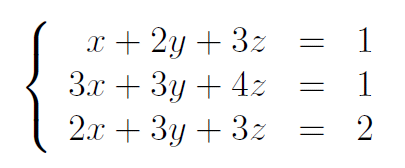 x + 2y + 3z = 1
3x + 3y + 4z = 1
2x + 3y + 3z = 2